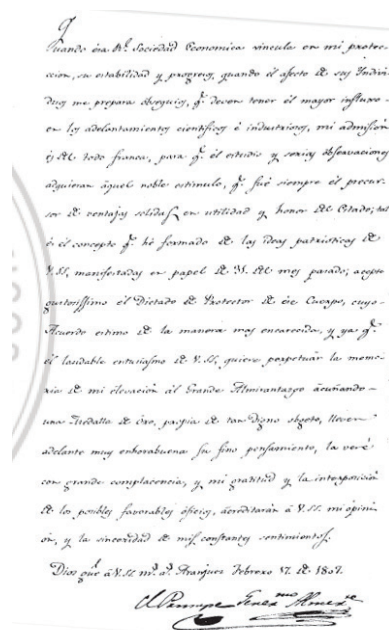 Quando esa Rl. Sociedad Economica vincula en mi protec-
cion, su estabilidad y progresos, quando el afecto de sus Indivi-
duos me prepara obsequios, q.e deven tener el mayor influxo
en los adelantamientos cientificos é industriosos, mi admision
es del todo franca, para q.e el estudio y serias observaciones
adquieran aquel noble estimulo, q.e fué siempre el precur-
sor de ventajas solidas en utilidad y honor del Estado; tal
es el concepto q.e hé formado de las ideas patrioticas de
V.SS. manifestadas en papel de 31. del mes pasado; acepto
gustosissimo el Dictado de Protector de ese Cuerpo, cuyo
Acuerdo estimo de la manera mas encarecida, y ya q.e
el laudable entusiasmo de V.SS. quiere perpetuar la memo-
ria de mi elevacion al Grande Almirantazgo acuñando
una Medalla de Oro, propia de tan digno objeto, lleven
adelante muy enhorabuena su fino pensamiento, la veré
con grande complacencia, y mi gratitud y la interposicion
de los posibles favorables oficios, acreditarán á V.SS. mi opini-
on, y la sinceridad de mis constantes sentimientos.
Dios gue. á V.SS. ms. as. Aranjuez Febrero 17. de 1807.
El Principe Generalmo Almte